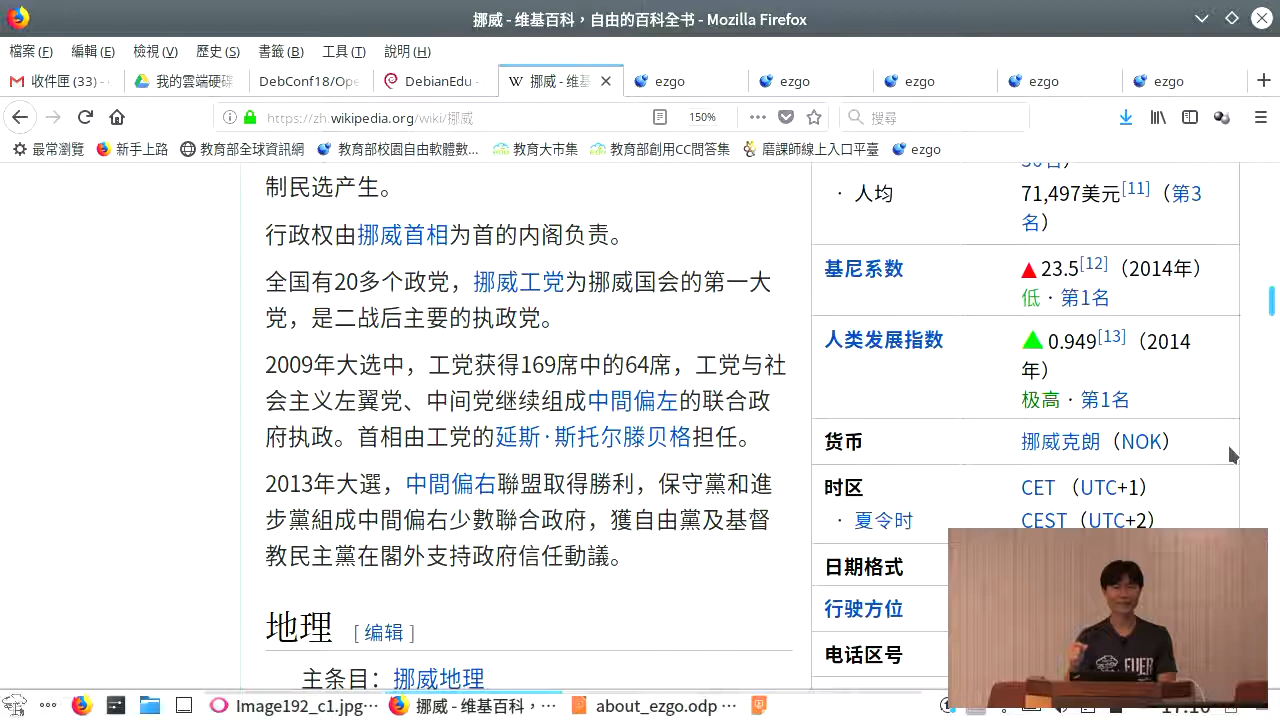 挪威 - 维基百科，自由的百科全书 - Mozilla Firefox
檔案 (F) 編輯 (E) 檢視 (V) 歷史 (S) 書籤 (B) 工具 (T) 說明 (H)
收件匣 (33) - 我的雲端硬碟 DebConf18/Ope DebianEdu - W 挪威 - 维基 ezgo ezgo ezgo ezgo ezgo
https://zh.wikipedia.org/wiki/挪威 150% 搜尋
最常瀏覽 新手上路 教育部全球資訊網 教育部校園自由軟體數... 教育大市集 教育部創用CC問答集 磨課師線上入口平臺 ezgo
制民选产生。
行政权由挪威首相为首的内阁负责。
全国有20多个政党，挪威工党为挪威国会的第一大
党，是二战后主要的执政党。
2009年大选中，工党获得169席中的64席，工党与社
会主义左翼党、中间党继续组成中間偏左的联合政
府执政。首相由工党的延斯·斯托尔滕贝格担任。
2013年大選，中間偏右聯盟取得勝利，保守黨和進
步黨組成中間偏右少數聯合政府，獲自由黨及基督
教民主黨在閣外支持政府信任動議。
地理 [ 编辑 ]
主条目：挪威地理
· 人均 71,497美元[11]（第3
名）
基尼系数 ▲ 23.5[12]（2014年）
低 · 第1名
人类发展指数 ▲ 0.949[13]（2014
年）
极高 · 第1名
货币 挪威克朗（NOK）
时区 CET （UTC+1）
· 夏令时 CEST（UTC+2）
日期格式
行驶方位
电话区号
Image192_c1.jpg··· 挪威 - 维基百科，··· about_ezgo.odp ···